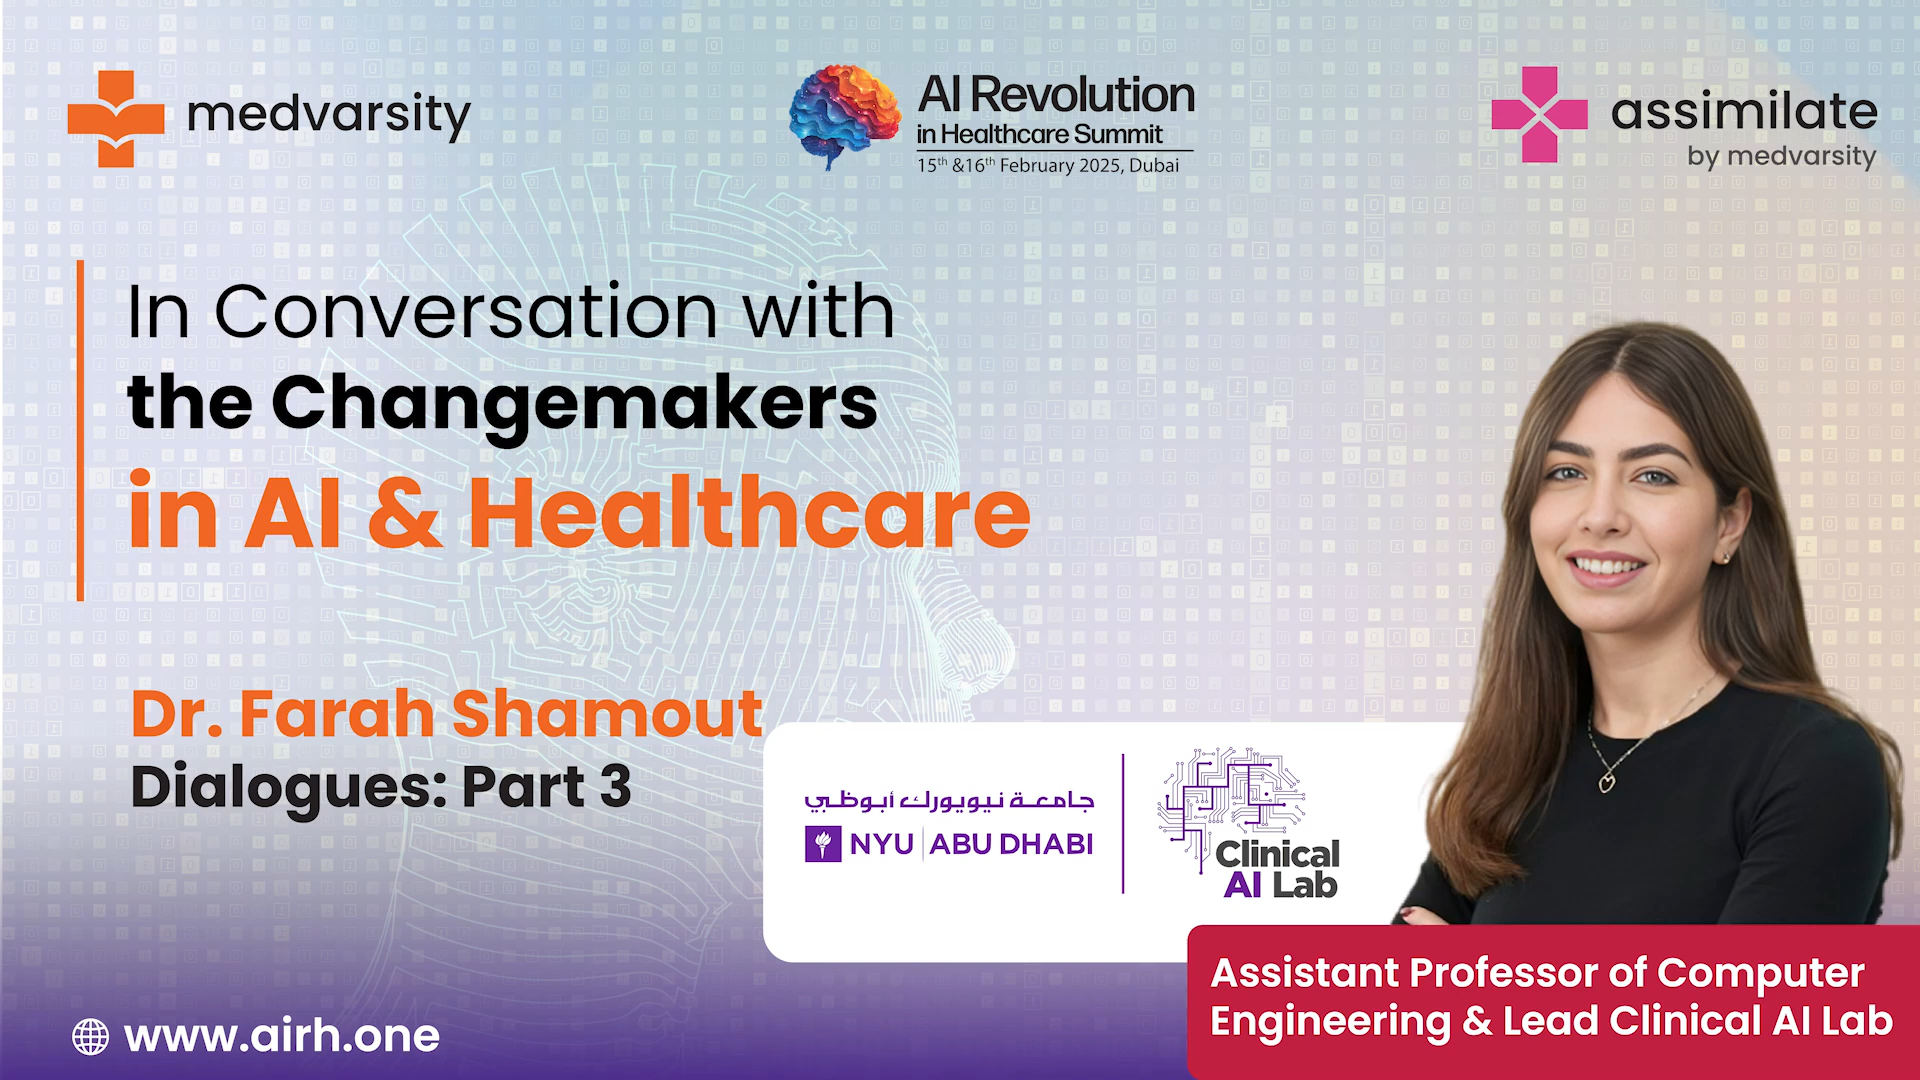 medvarsity
AI Revolution
in Healthcare Summit
15th &16th February 2025, Dubai
assimilate
by medvarsity
In Conversation with
the Changemakers
in AI & Healthcare
Dr. Farah Shamout
Dialogues: Part 3
جامعة نيويورك أبوظبي
NYU | ABU DHABI
Clinical
AI Lab
Assistant Professor of Computer
Engineering & Lead Clinical AI Lab
www.airh.one